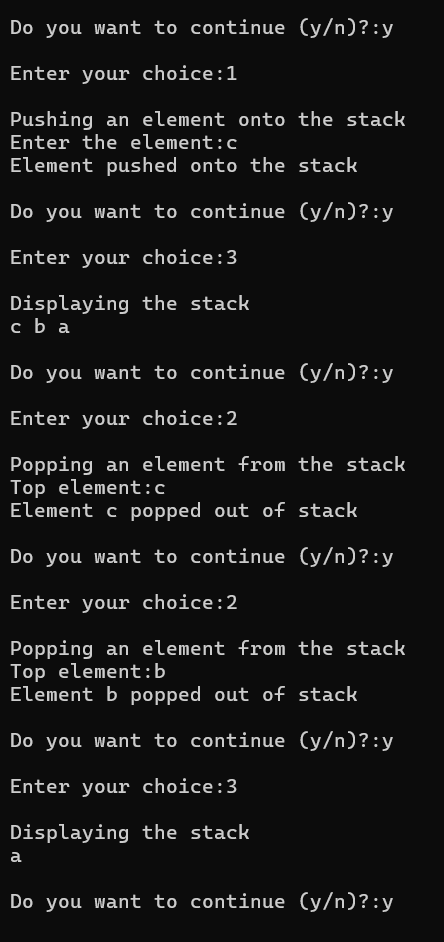 Do you want to continue (y/n)?:y
Enter your choice:1
Pushing an element onto the stack
Enter the element:c
Element pushed onto the stack
Do you want to continue (y/n)?:y
Enter your choice:3
Displaying the stack
c b a
Do you want to continue (y/n)?:y
Enter your choice:2
Popping an element from the stack
Top element:c
Element c popped out of stack
Do you want to continue (y/n)?:y
Enter your choice:2
Popping an element from the stack
Top element:b
Element b popped out of stack
Do you want to continue (y/n)?:y
Enter your choice:3
Displaying the stack
a
Do you want to continue (y/n)?:y